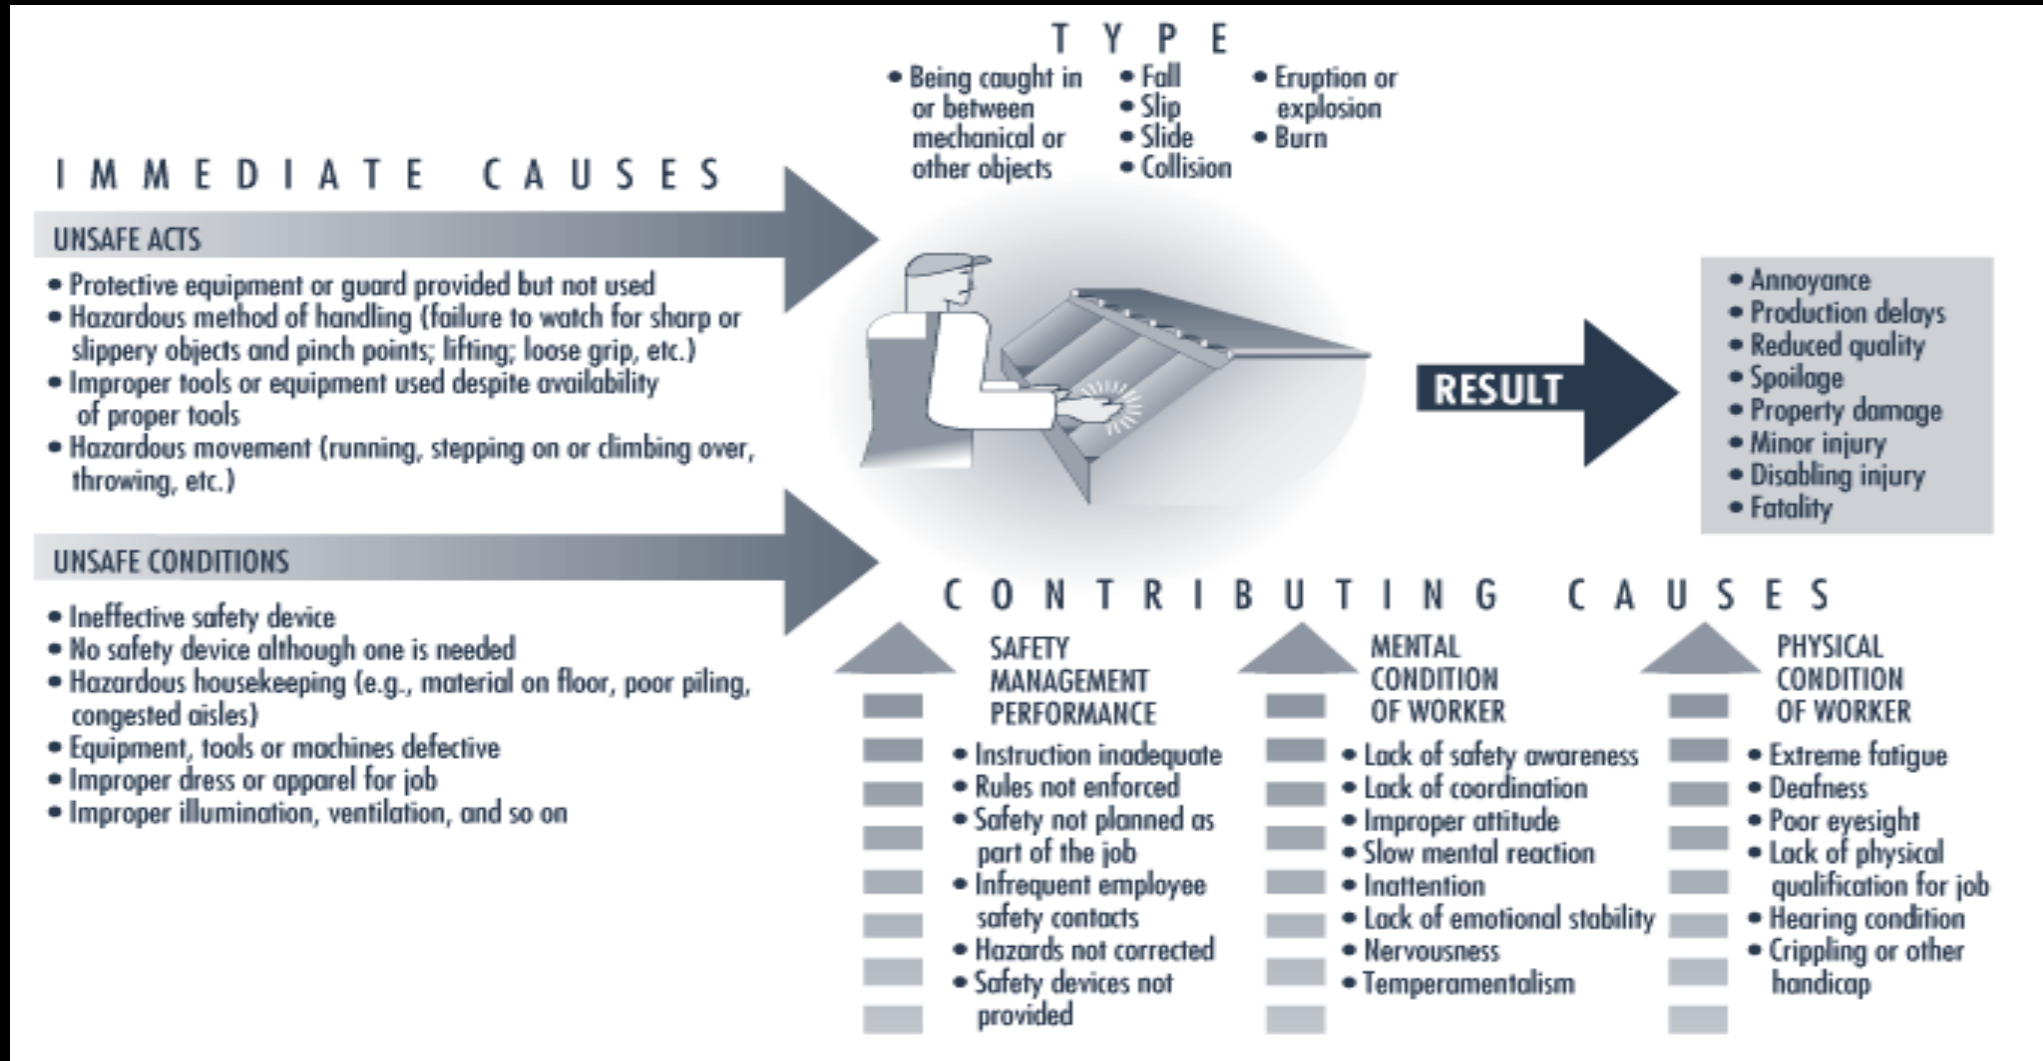 T Y P E
• Being caught in
or between
mechanical or
other objects
• Fall
• Slip
• Slide
• Collision
• Eruption or
explosion
• Burn
I M M E D I A T E C A U S E S
UNSAFE ACTS
• Protective equipment or guard provided but not used
• Hazardous method of handling (failure to watch for sharp or
slippery objects and pinch points; lifting; loose grip, etc.)
• Improper tools or equipment used despite availability
of proper tools
• Hazardous movement (running, stepping on or climbing over,
throwing, etc.)
UNSAFE CONDITIONS
• Ineffective safety device
• No safety device although one is needed
• Hazardous housekeeping (e.g., material on floor, poor piling,
congested aisles)
• Equipment, tools or machines defective
• Improper dress or apparel for job
• Improper illumination, ventilation, and so on
RESULT
• Annoyance
• Production delays
• Reduced quality
• Spoilage
• Property damage
• Minor injury
• Disabling injury
• Fatality
C O N T R I B U T I N G C A U S E S
SAFETY
MANAGEMENT
PERFORMANCE
• Instruction inadequate
• Rules not enforced
• Safety not planned as
part of the job
• Infrequent employee
safety contacts
• Hazards not corrected
• Safety devices not
provided
MENTAL
CONDITION
OF WORKER
• Lack of safety awareness
• Lack of coordination
• Improper attitude
• Slow mental reaction
• Inattention
• Lack of emotional stability
• Nervousness
• Temperamentalism
PHYSICAL
CONDITION
OF WORKER
• Extreme fatigue
• Deafness
• Poor eyesight
• Lack of physical
qualification for job
• Hearing condition
• Crippling or other
handicap